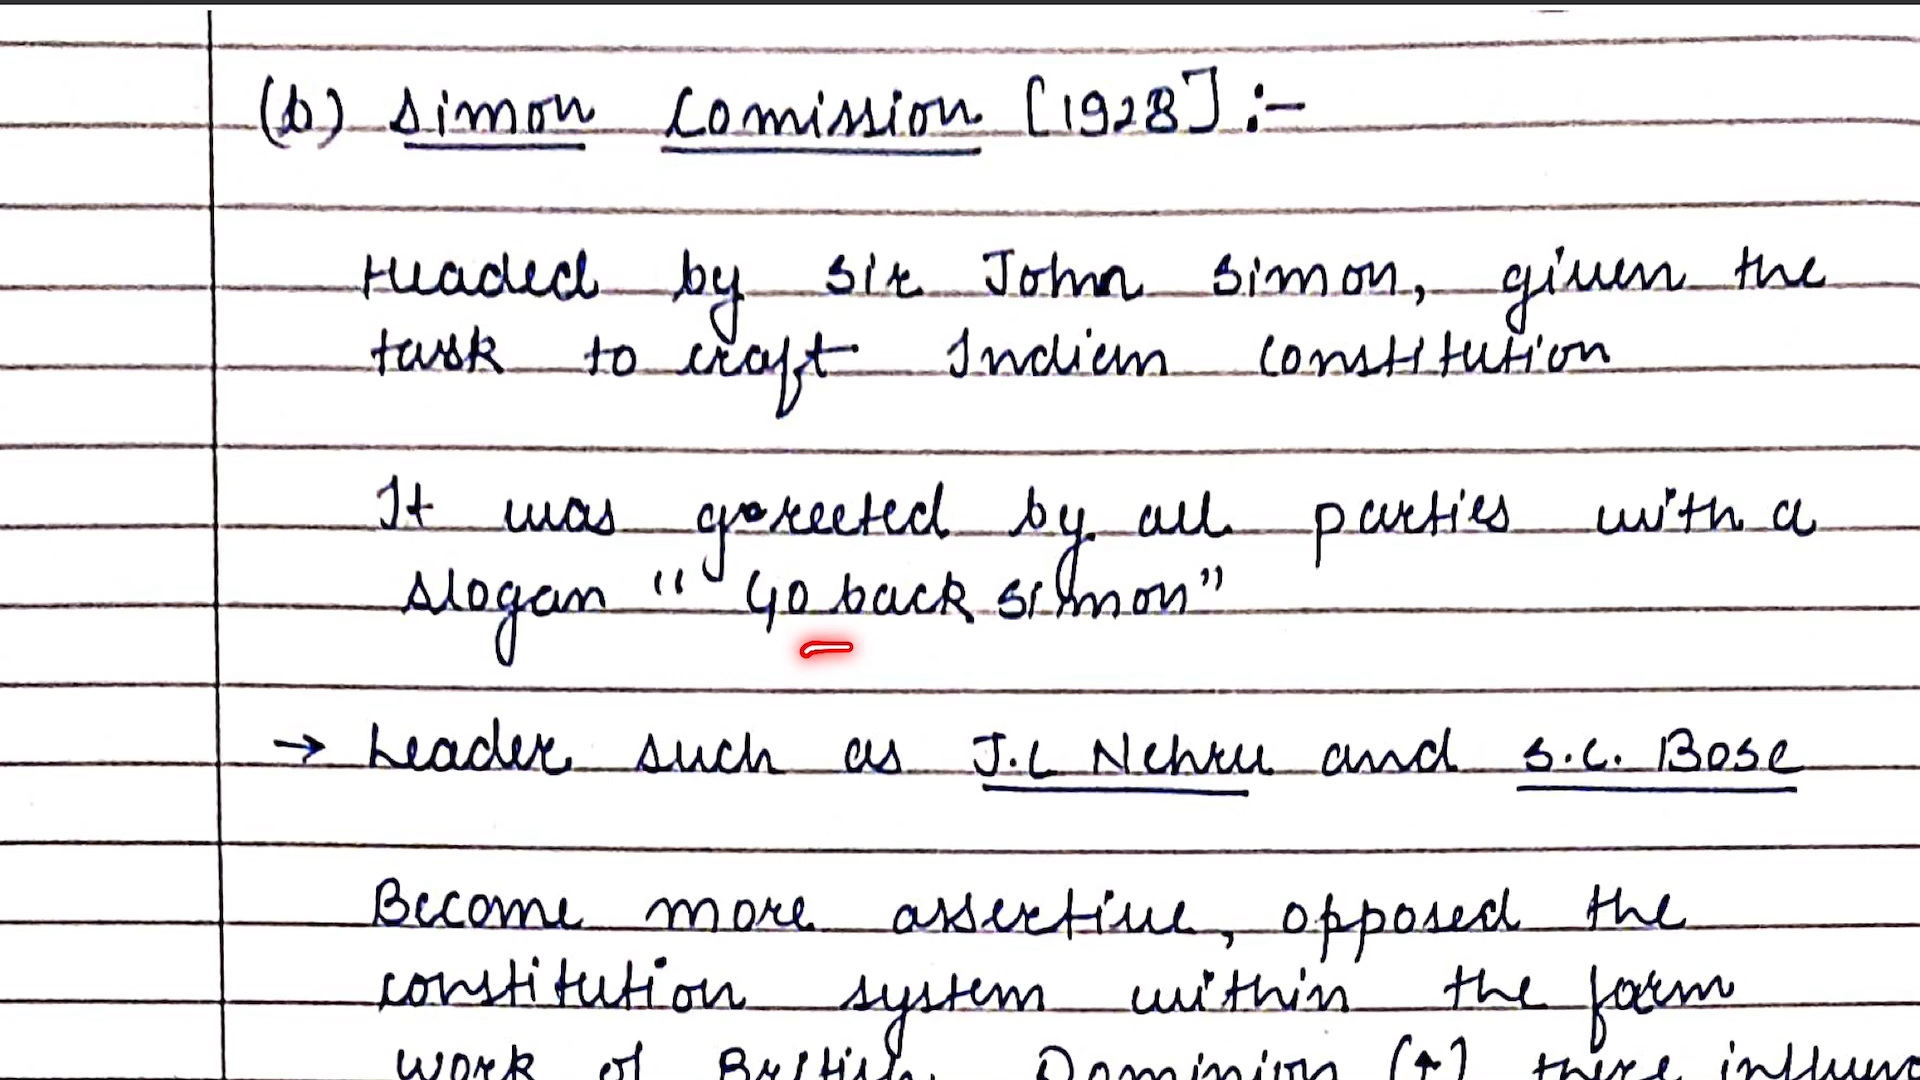 (b) Simon Comission [1928] :-
Headed by Sir John Simon, given the
task to craft Indian constitution
It was greeted by all parties with a
slogan " Go back Simon"
→ Leader such as J.L Nehru and S.C. Bose
Become more assertive, opposed the
constitution system within the form
work of British Dominion (↑) there